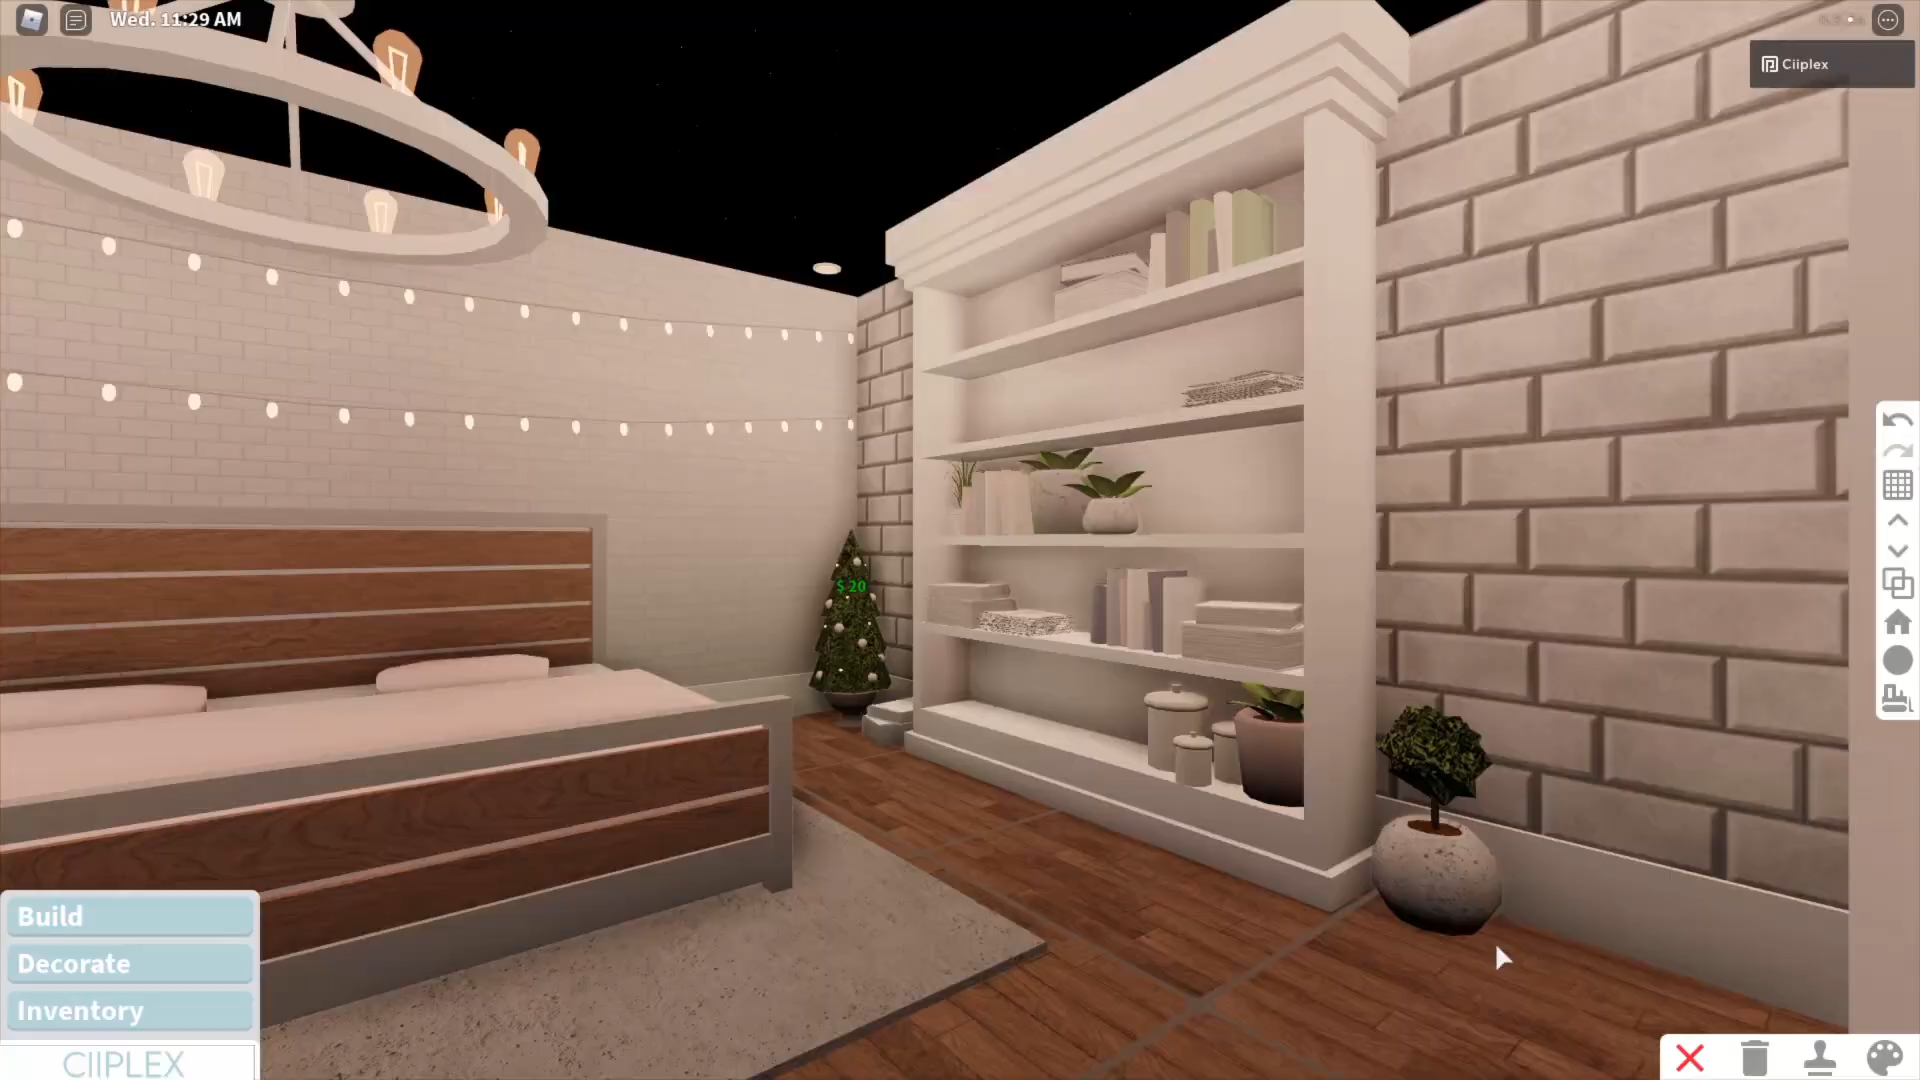 Wed. 11:29 AM
Ciiplex
$ 20
Build
Decorate
Inventory
CIIPLEX